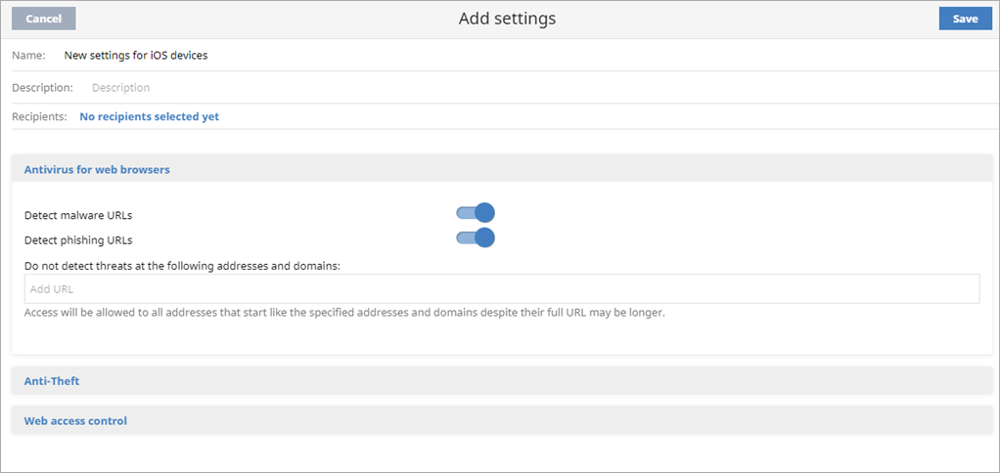 Cancel Add settings Save
Name: New settings for iOS devices
Description: Description
Recipients: No recipients selected yet
Antivirus for web browsers
Detect malware URLs
Detect phishing URLs
Do not detect threats at the following addresses and domains:
Add URL
Access will be allowed to all addresses that start like the specified addresses and domains despite their full URL may be longer.
Anti-Theft
Web access control